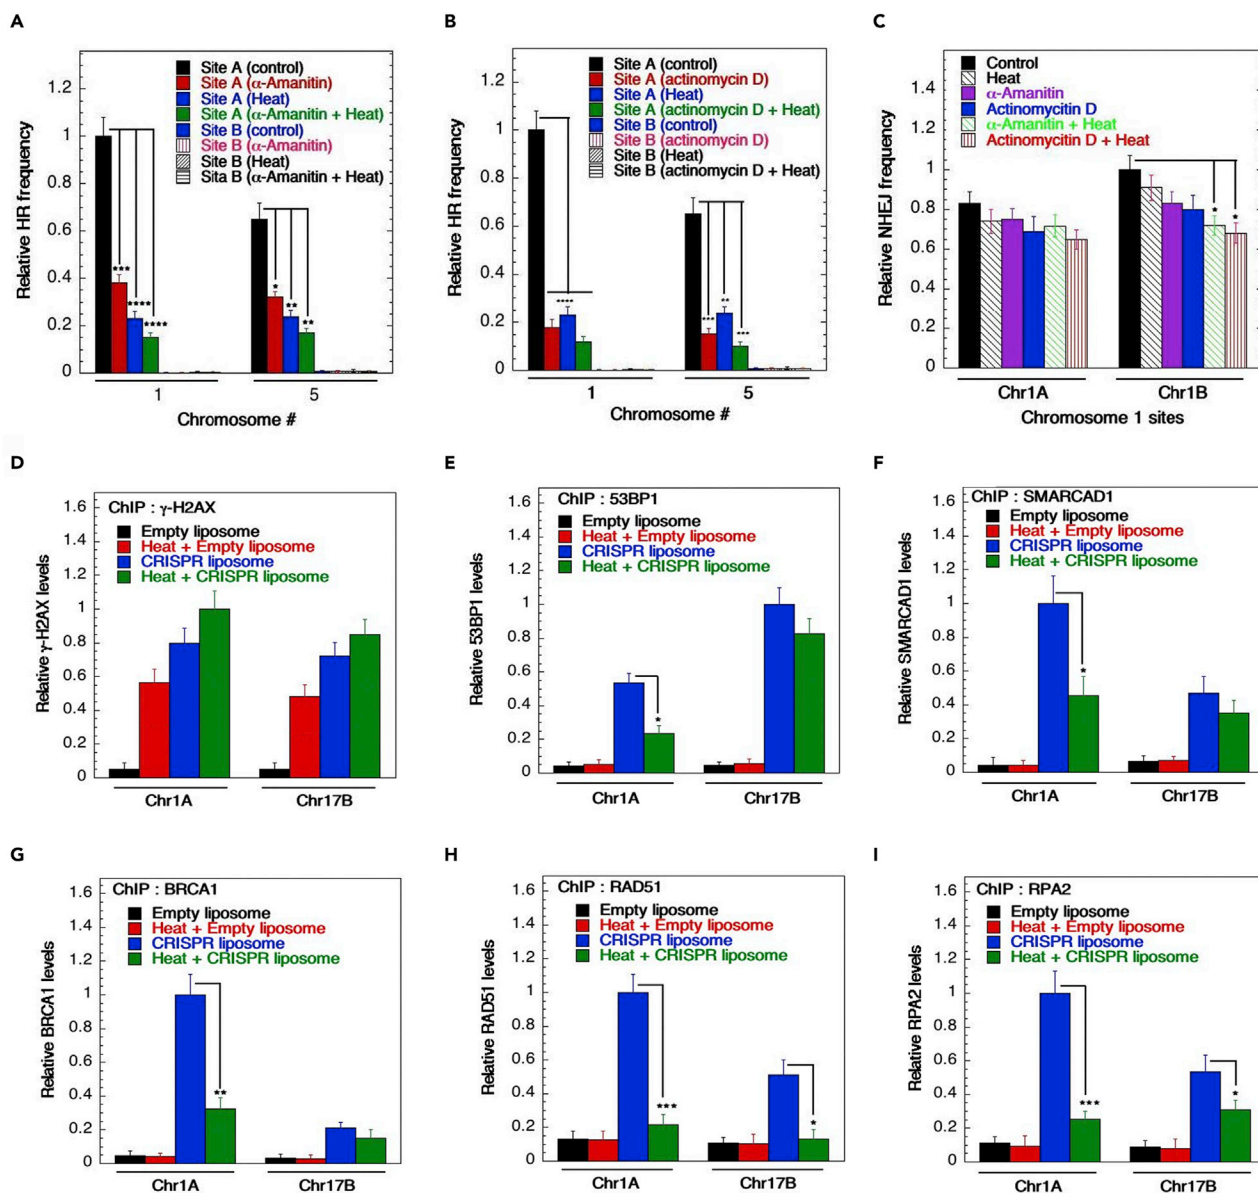 A
Relative HR frequency
1.2
1
0.8
0.6
0.4
0.2
0
Site A (control)
Site A (α-Amanitin)
Site A (Heat)
Site A (α-Amanitin + Heat)
Site B (control)
Site B (α-Amanitin)
Site B (Heat)
Sita B (α-Amanitin + Heat)
***
****
****
*
**
**
1
5
Chromosome #
B
Relative HR frequency
1.2
1
0.8
0.6
0.4
0.2
0
Site A (control)
Site A (actinomycin D)
Site A (Heat)
Site A (actinomycin D + Heat)
Site B (control)
Site B (actinomycin D)
Site B (Heat)
Site B (actinomycin D + Heat)
****
***
**
***
1
5
Chromosome #
C
Relative NHEJ frequency
1.4
1.2
1
0.8
0.6
0.4
0.2
0
Control
Heat
α-Amanitin
Actinomycitin D
α-Amanitin + Heat
Actinomycitin D + Heat
*
*
Chr1A
Chr1B
Chromosome 1 sites
D
Relative γ-H2AX levels
1.6
1.4
1.2
1
0.8
0.6
0.4
0.2
0
ChIP : γ-H2AX
Empty liposome
Heat + Empty liposome
CRISPR liposome
Heat + CRISPR liposome
Chr1A
Chr17B
E
Relative 53BP1 levels
1.6
1.4
1.2
1
0.8
0.6
0.4
0.2
0
ChIP : 53BP1
Empty liposome
Heat + Empty liposome
CRISPR liposome
Heat + CRISPR liposome
*
Chr1A
Chr17B
F
Relative SMARCAD1 levels
1.6
1.4
1.2
1
0.8
0.6
0.4
0.2
0
ChIP : SMARCAD1
Empty liposome
Heat + Empty liposome
CRISPR liposome
Heat + CRISPR liposome
*
Chr1A
Chr17B
G
Relative BRCA1 levels
1.6
1.4
1.2
1
0.8
0.6
0.4
0.2
0
ChIP : BRCA1
Empty liposome
Heat + Empty liposome
CRISPR liposome
Heat + CRISPR liposome
**
Chr1A
Chr17B
H
Relative RAD51 levels
1.6
1.4
1.2
1
0.8
0.6
0.4
0.2
0
ChIP : RAD51
Empty liposome
Heat + Empty liposome
CRISPR liposome
Heat + CRISPR liposome
***
*
Chr1A
Chr17B
I
Relative RPA2 levels
1.6
1.4
1.2
1
0.8
0.6
0.4
0.2
0
ChIP : RPA2
Empty liposome
Heat + Empty liposome
CRISPR liposome
Heat + CRISPR liposome
***
*
Chr1A
Chr17B